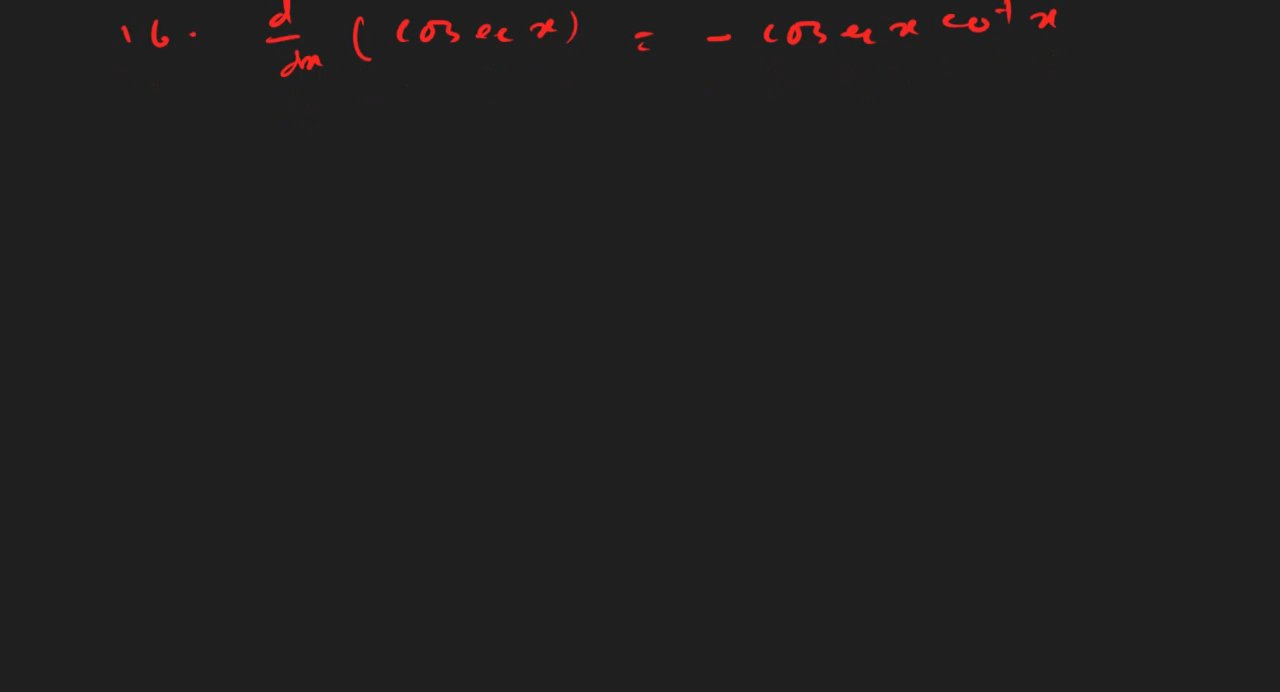 16. d/dx (cosec x) = - cosec x cot x